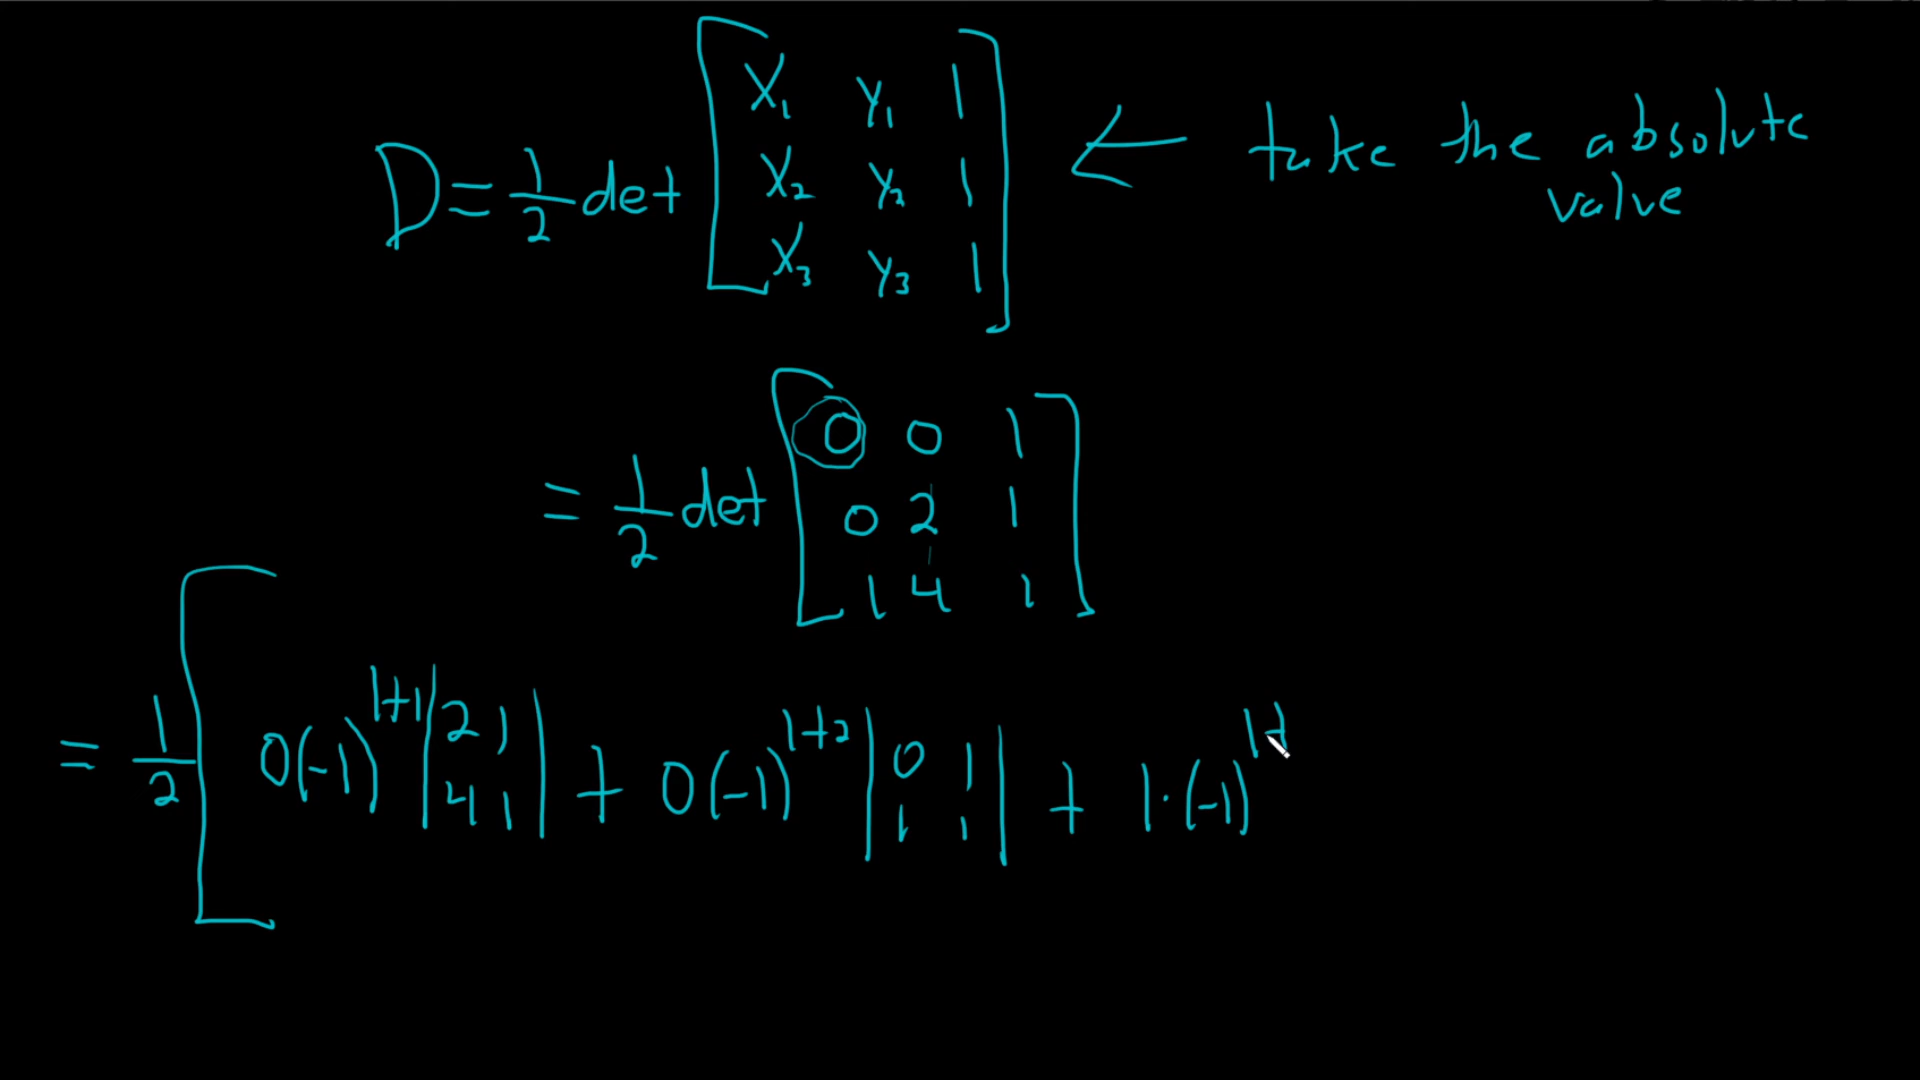 D = 1/2 det [ x₁ y₁ 1
x₂ y₂ 1
x₃ y₃ 1 ] ← take the absolute
value
= 1/2 det [ 0 0 1
0 2 1
1 4 1 ]
= 1/2 [ 0(-1)^1+1 | 2 1
4 1 | + 0(-1)^1+2 | 0 1
1 1 | + 1·(-1)^1+